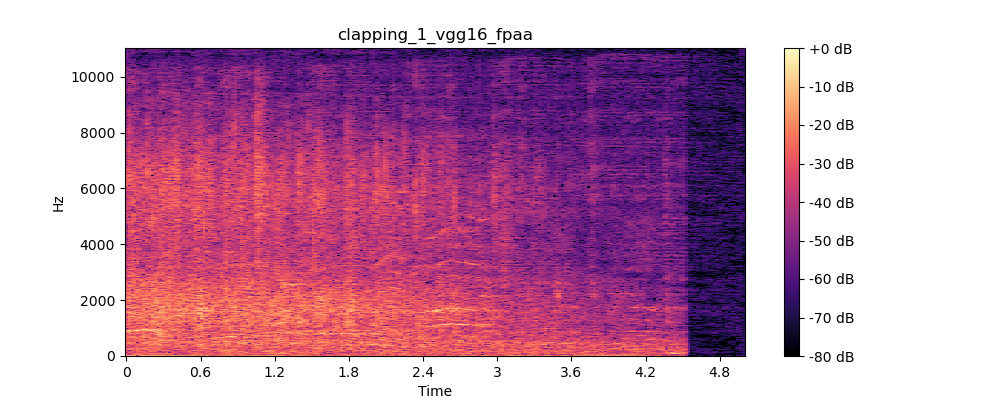 clapping_1_vgg16_fpaa
Hz
10000
8000
6000
4000
2000
0
0 0.6 1.2 1.8 2.4 3 3.6 4.2 4.8
Time
+0 dB
-10 dB
-20 dB
-30 dB
-40 dB
-50 dB
-60 dB
-70 dB
-80 dB